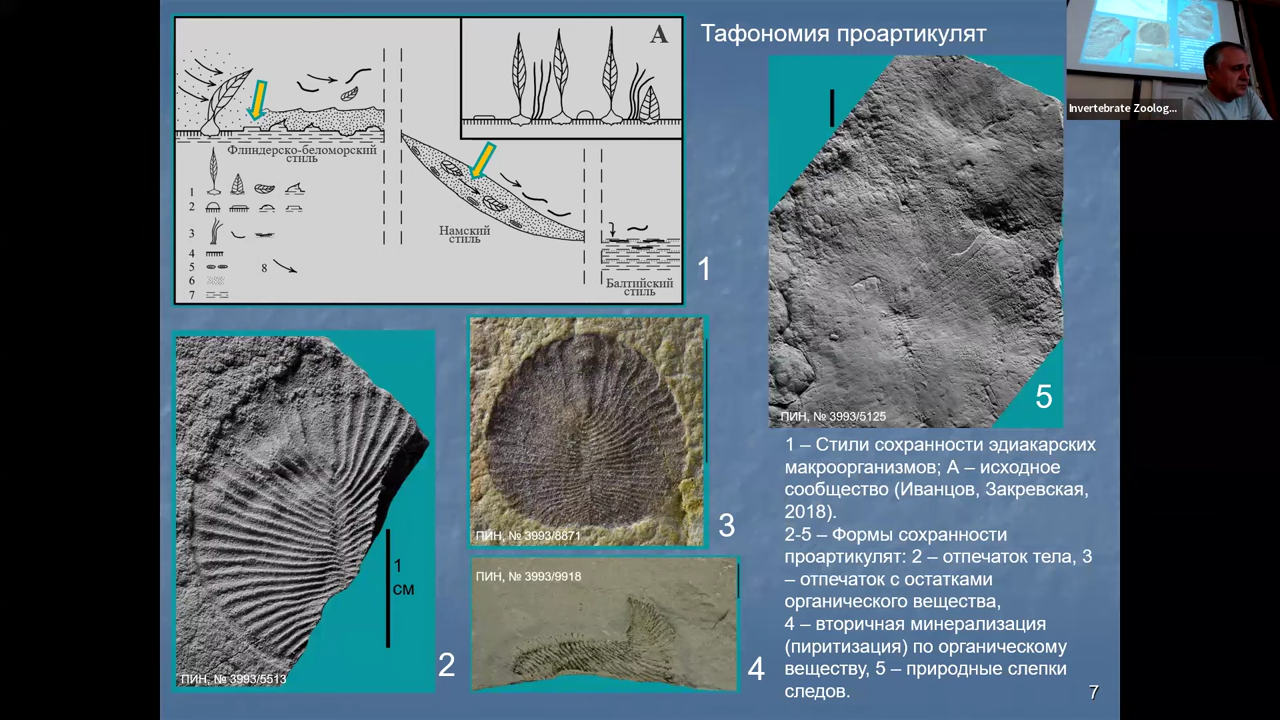 Тафономия проартикулят
A
Флиндерско-беломорский
стиль
1
2
3
4
5
6
7
8
Намский
стиль
Балтийский
стиль
1
Invertebrate Zoolog...
ПИН, № 3993/5125
5
1
см
ПИН, № 3993/5513
2
ПИН, № 3993/8871
3
ПИН, № 3993/9918
4
1 – Стили сохранности эдиакарских
макроорганизмов; А – исходное
сообщество (Иванцов, Закревская,
2018).
2-5 – Формы сохранности
проартикулят: 2 – отпечаток тела, 3
– отпечаток с остатками
органического вещества,
4 – вторичная минерализация
(пиритизация) по органическому
веществу, 5 – природные слепки
следов.
7